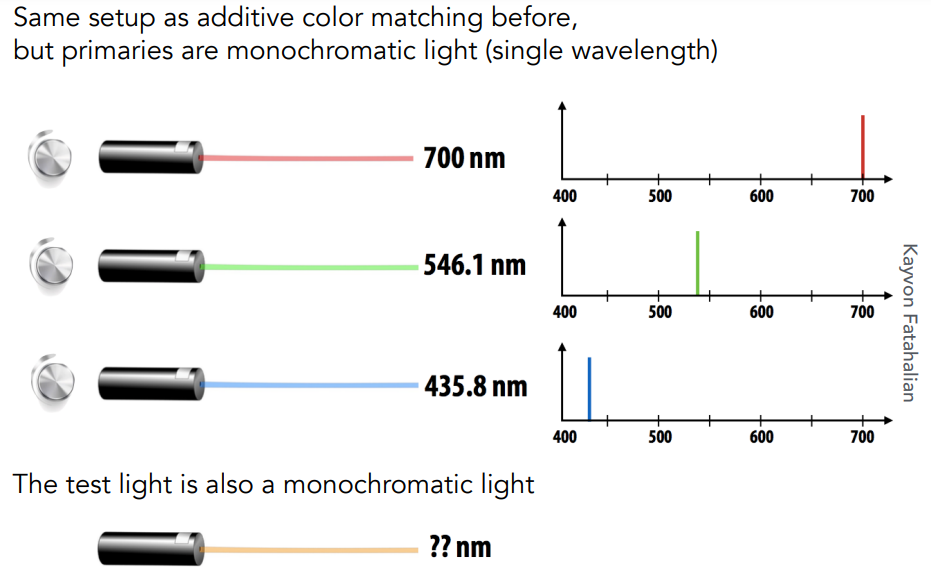 Same setup as additive color matching before,
but primaries are monochromatic light (single wavelength)
700 nm
400 500 600 700
546.1 nm
400 500 600 700
435.8 nm
400 500 600 700
Kayvon Fatahalian
The test light is also a monochromatic light
?? nm